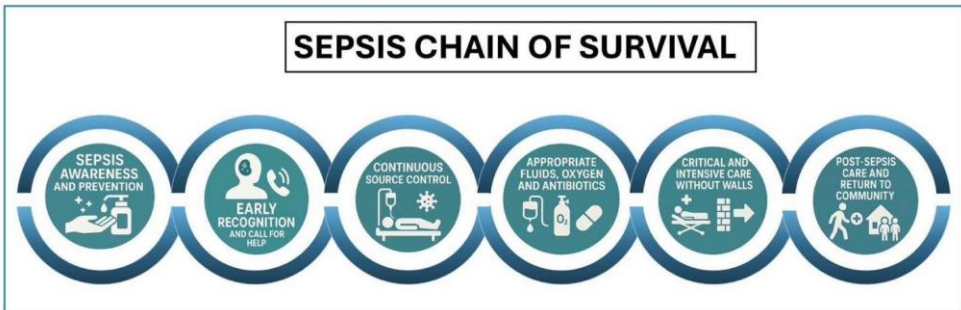 SEPSIS CHAIN OF SURVIVAL
SEPSIS
AWARENESS
AND PREVENTION
EARLY
RECOGNITION
AND CALL FOR
HELP
CONTINUOUS
SOURCE CONTROL
APPROPRIATE
FLUIDS, OXYGEN
AND ANTIBIOTICS
O₂
CRITICAL AND
INTENSIVE CARE
WITHOUT WALLS
POST-SEPSIS
CARE AND
RETURN TO
COMMUNITY